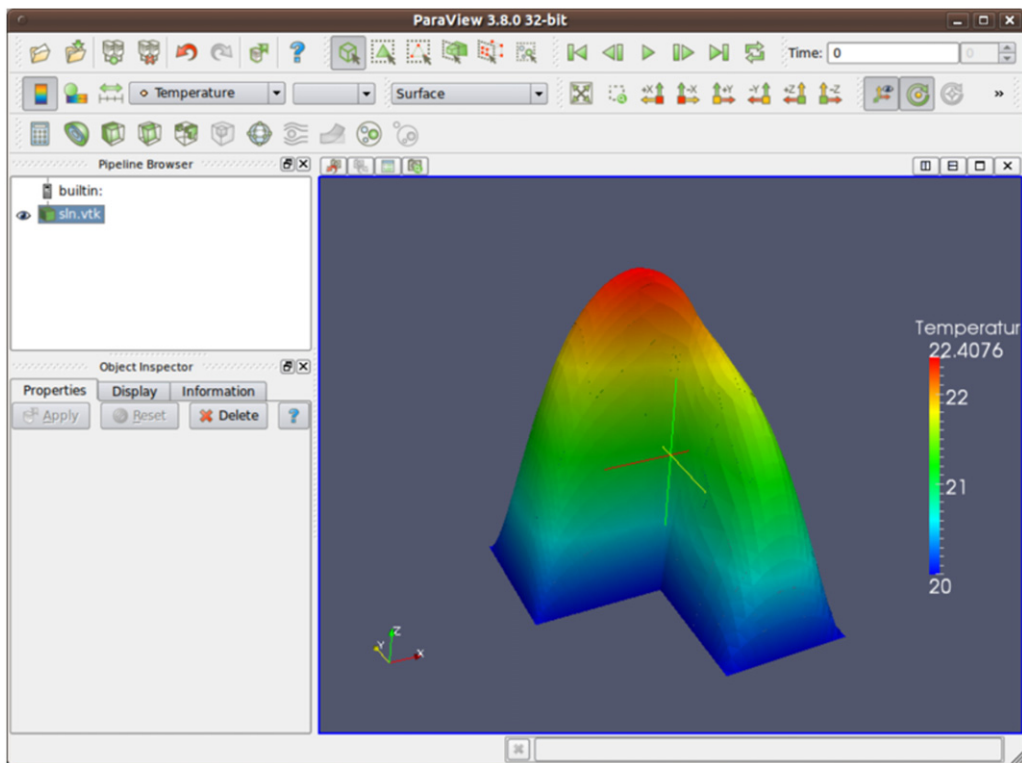 ParaView 3.8.0 32-bit
Time: 0 0
Temperature Surface +X -X +Y -Y +Z -Z »
Pipeline Browser
builtin:
sln.vtk
Object Inspector
Properties Display Information
Apply Reset Delete ?
Temperatur
22.4076
22
21
20
Z
Y X